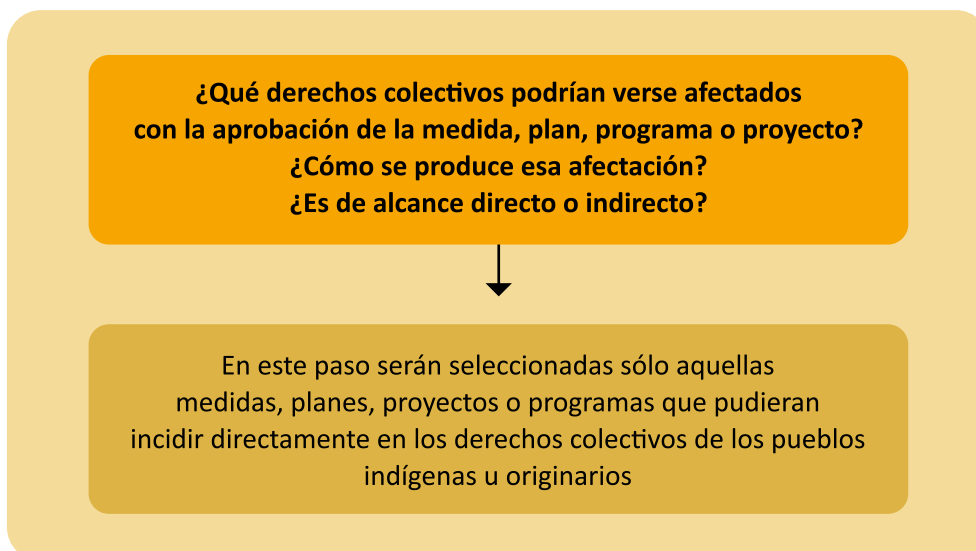 ¿Qué derechos colectivos podrían verse afectados
con la aprobación de la medida, plan, programa o proyecto?
¿Cómo se produce esa afectación?
¿Es de alcance directo o indirecto?
En este paso serán seleccionadas sólo aquellas
medidas, planes, proyectos o programas que pudieran
incidir directamente en los derechos colectivos de los pueblos
indígenas u originarios